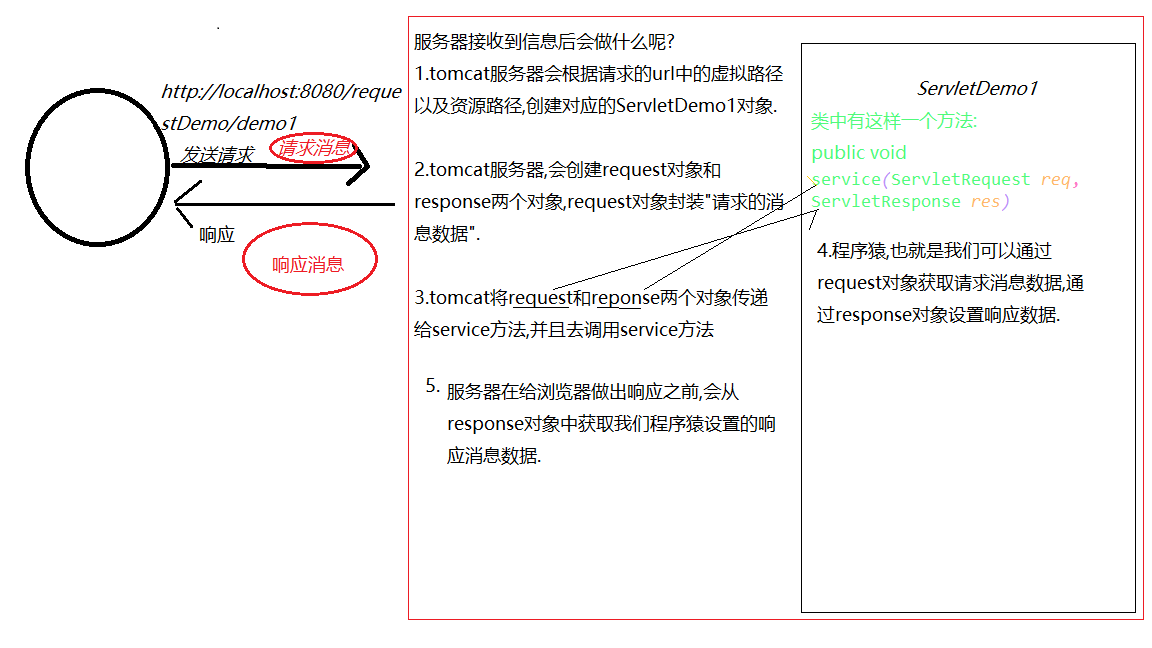 http://localhost:8080/reque
stDemo/demo1
发送请求
请求消息
响应
响应消息
服务器接收到信息后会做什么呢?
1.tomcat服务器会根据请求的url中的虚拟路径
以及资源路径,创建对应的ServletDemo1对象.
2.tomcat服务器,会创建request对象和
response两个对象,request对象封装"请求的消
息数据".
3.tomcat将request和reponse两个对象传递
给service方法,并且去调用service方法
5.
服务器在给浏览器做出响应之前,会从
response对象中获取我们程序猿设置的响
应消息数据.
ServletDemo1
类中有这样一个方法:
public void
service(ServletRequest req,
ServletResponse res)
4.程序猿,也就是我们可以通过
request对象获取请求消息数据,通
过response对象设置响应数据.